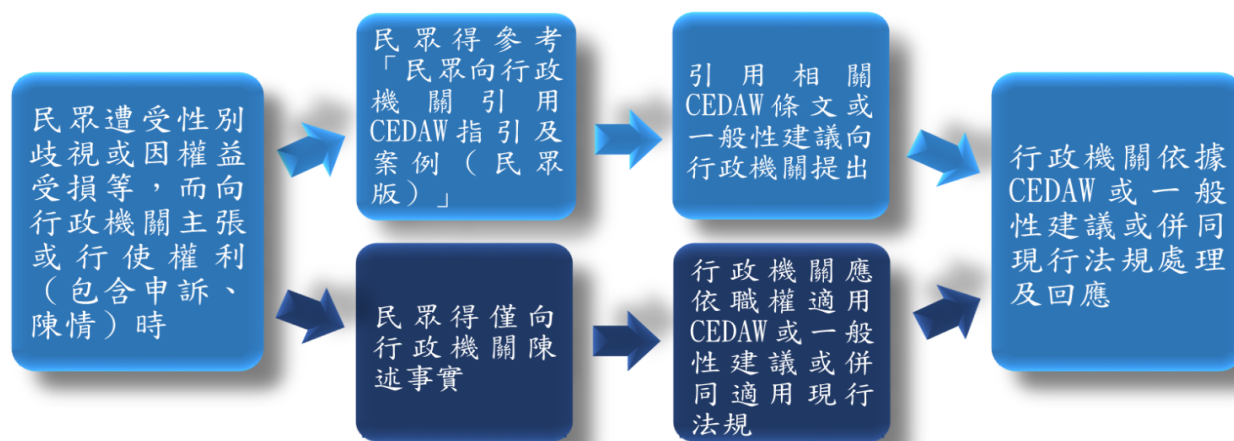 民眾遭受性別
歧視或因權益
受損等，而向
行政機關主張
或行使權利
（包含申訴、
陳情）時
民眾得參考
「民眾向行政
機關引用
CEDAW指引及
案例（民眾
版）」
引用相關
CEDAW條文或
一般性建議向
行政機關提出
民眾得僅向
行政機關陳
述事實
行政機關應
依職權適用
CEDAW或一般
性建議或併
同適用現行
法規
行政機關依據
CEDAW或一般
性建議或併同
現行法規處理
及回應